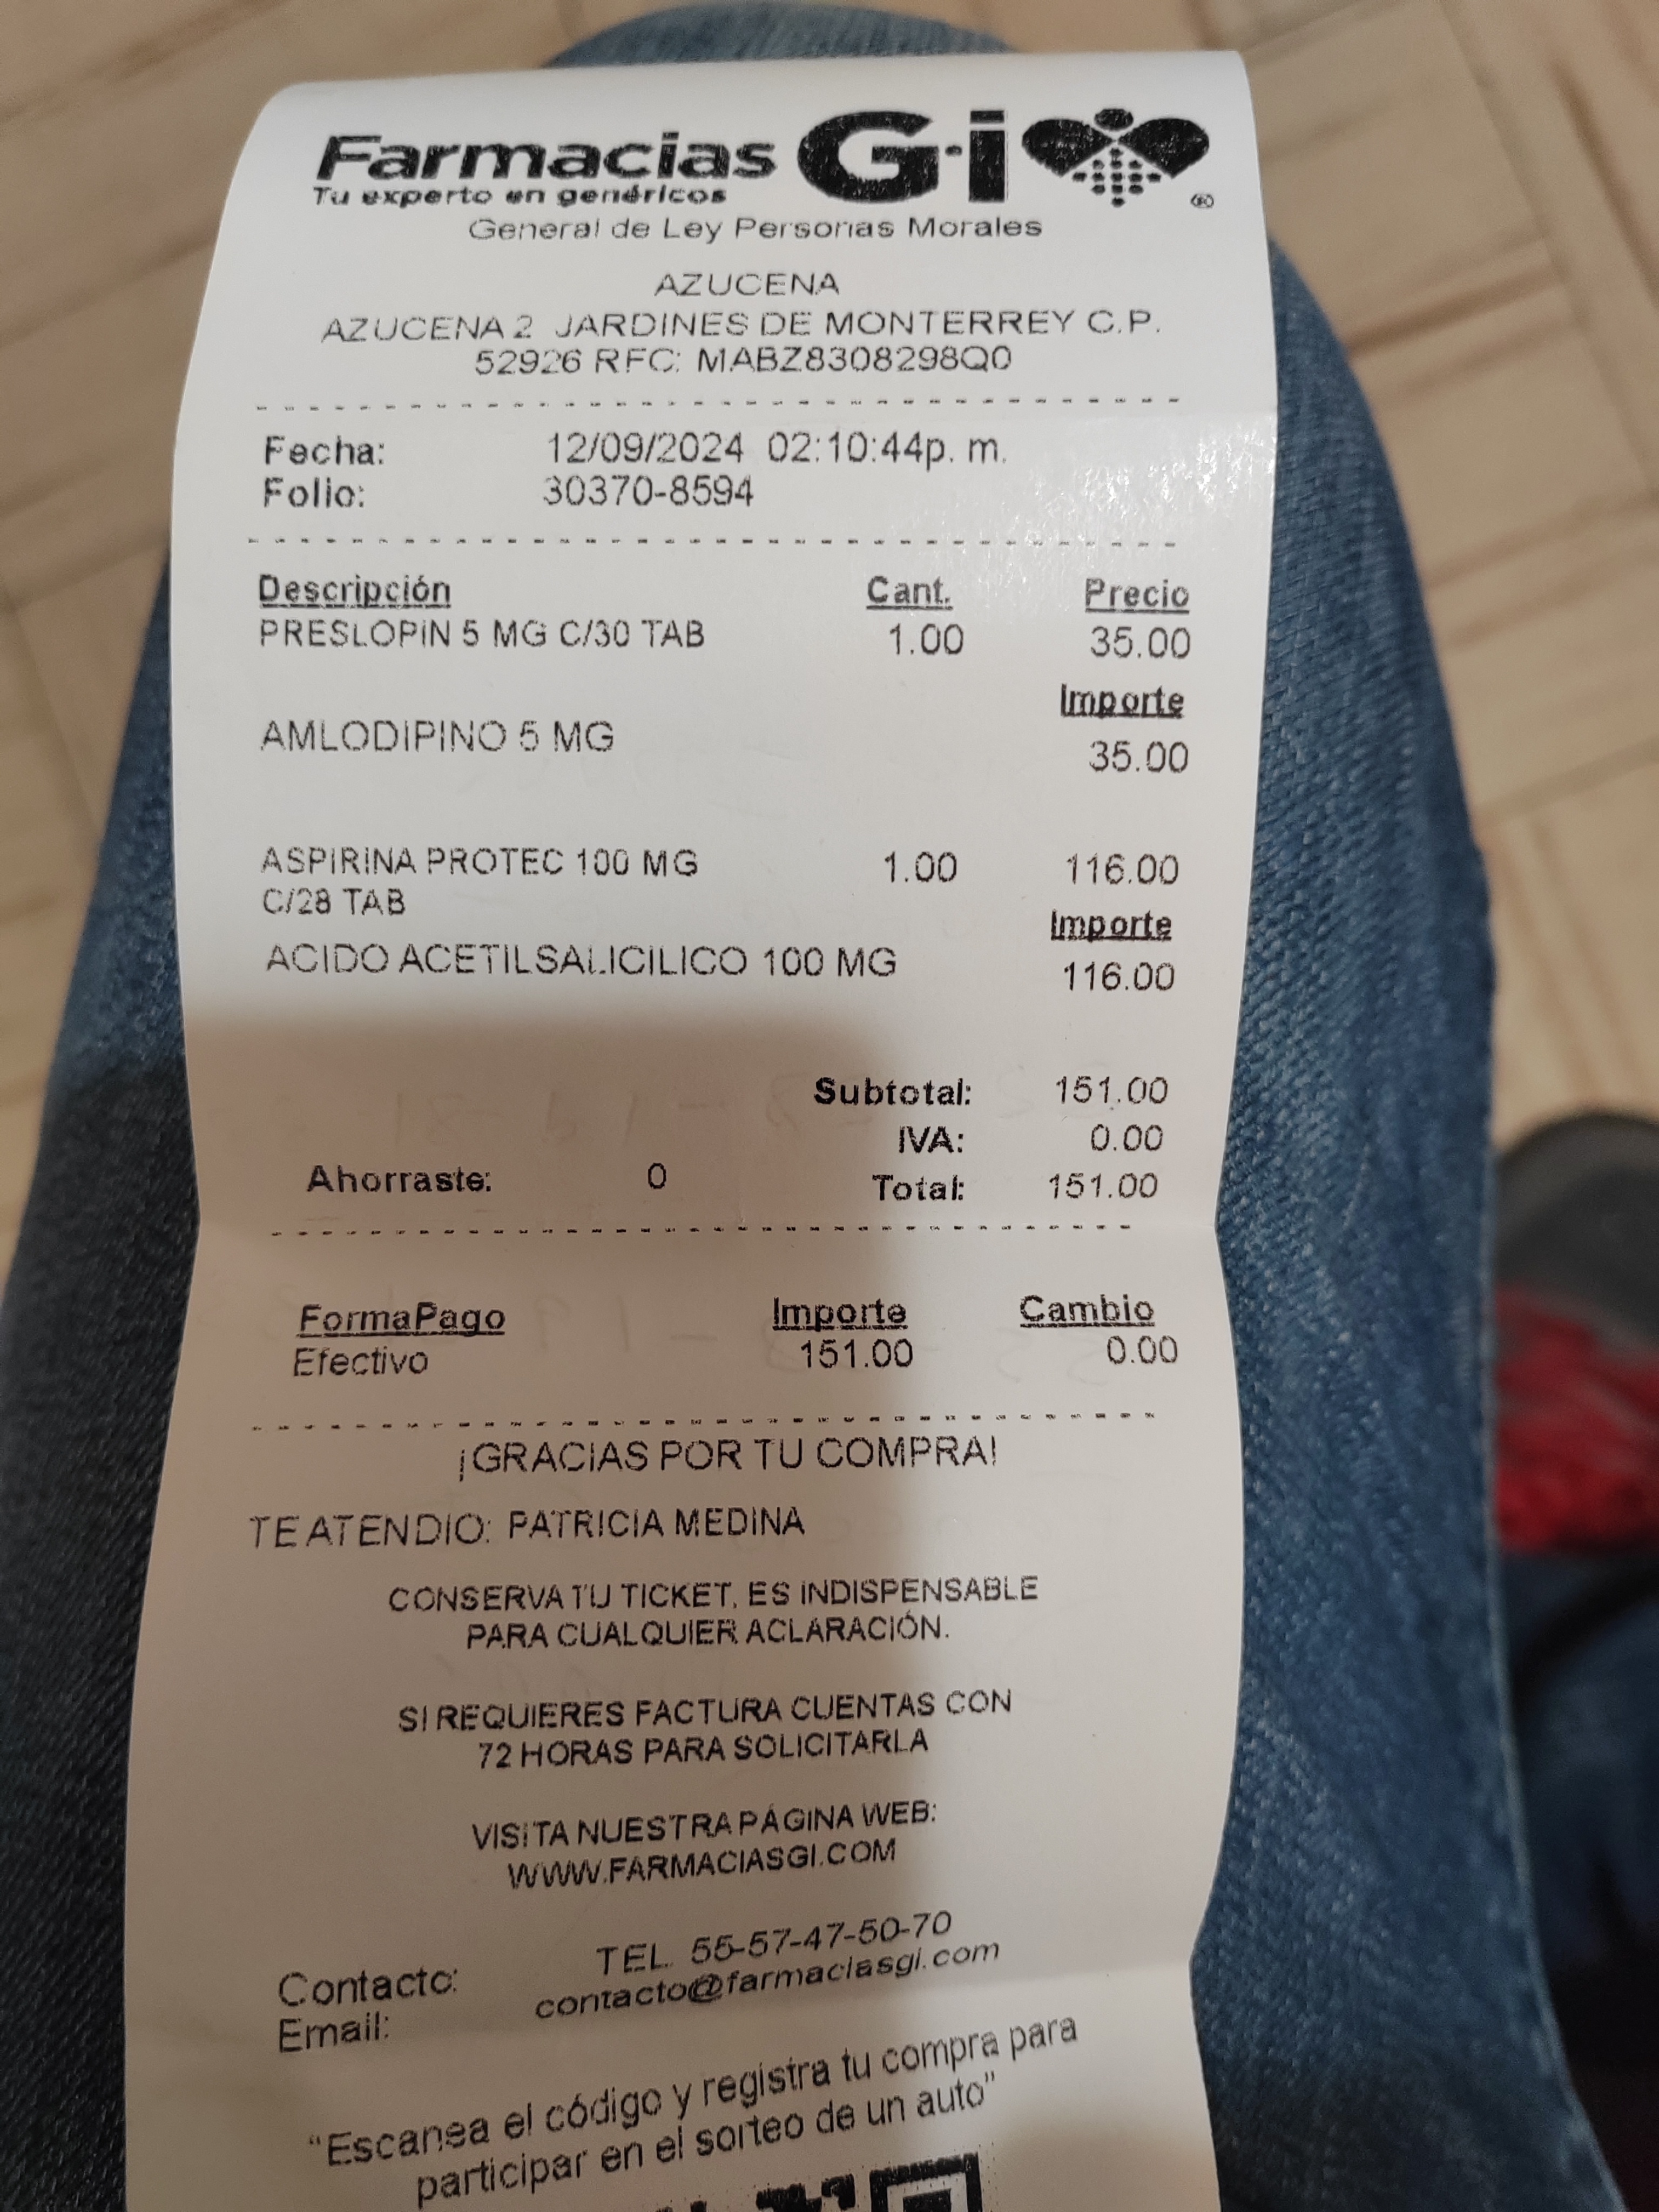 Farmacias G·i
Tu experto en genéricos
®
General de Ley Personas Morales
AZUCENA
AZUCENA 2 JARDINES DE MONTERREY C.P.
52926 RFC: MABZ8308298Q0
Fecha: 12/09/2024 02:10:44p. m.
Folio: 30370-8594
Descripción Cant. Precio
PRESLOPIN 5 MG C/30 TAB 1.00 35.00
Importe
AMLODIPINO 5 MG 35.00
ASPIRINA PROTEC 100 MG 1.00 116.00
C/28 TAB
Importe
ACIDO ACETILSALICILICO 100 MG 116.00
Subtotal: 151.00
IVA: 0.00
Ahorraste: 0 Total: 151.00
FormaPago Importe Cambio
Efectivo 151.00 0.00
¡GRACIAS POR TU COMPRA!
TE ATENDIO: PATRICIA MEDINA
CONSERVA TU TICKET, ES INDISPENSABLE
PARA CUALQUIER ACLARACIÓN.
SI REQUIERES FACTURA CUENTAS CON
72 HORAS PARA SOLICITARLA
VISITA NUESTRA PÁGINA WEB:
WWW.FARMACIASGI.COM
Contacto: TEL. 55-57-47-50-70
Email: contacto@farmaciasgi.com
"Escanea el código y registra tu compra para
participar en el sorteo de un auto"